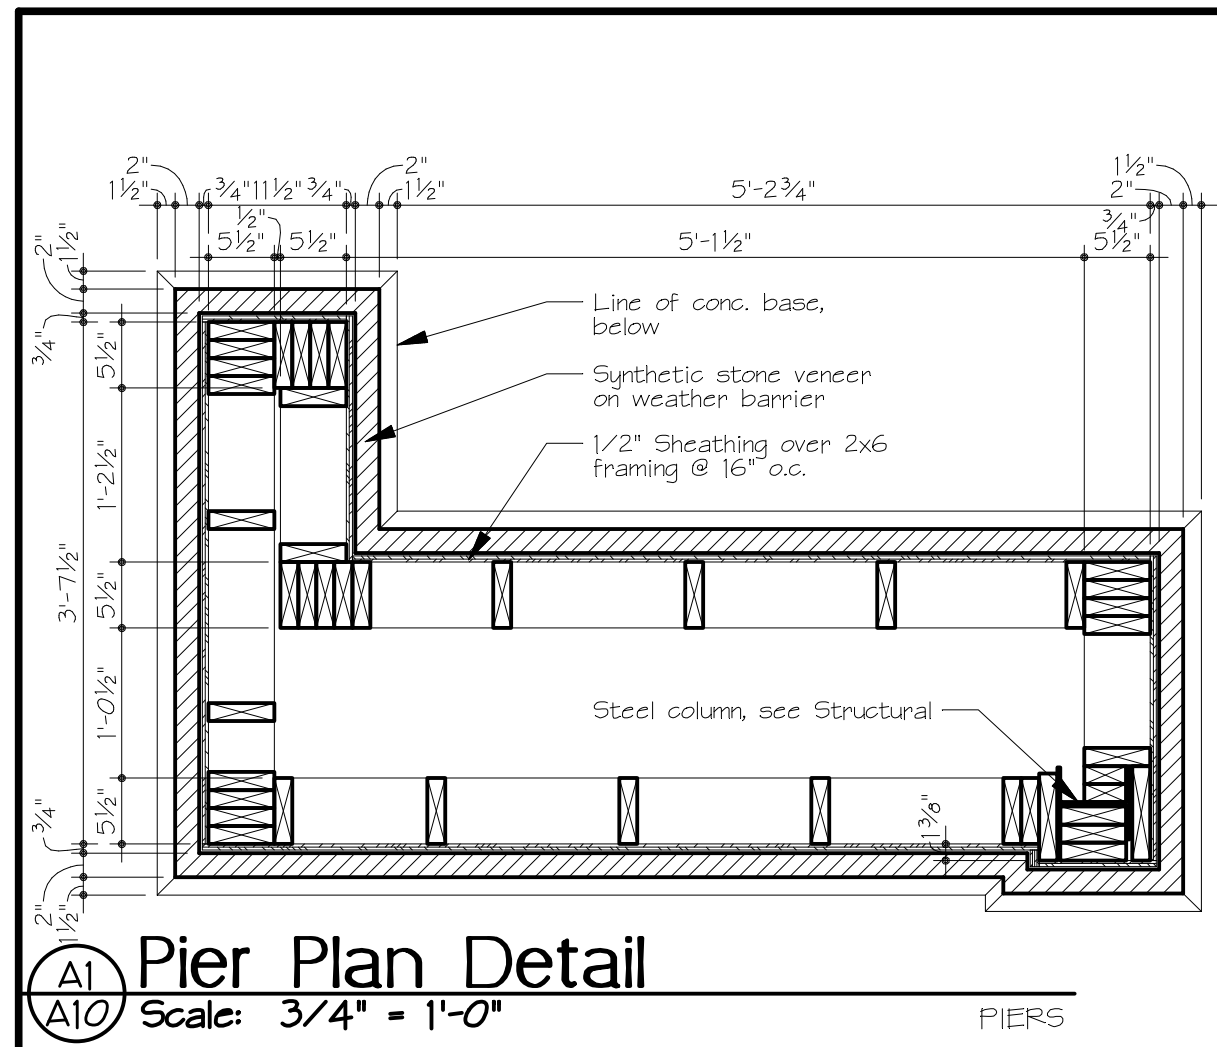 2" 2" 1½"
1½" ¾" 11½" ¾" 1½" 5'-2¾" 2"
½" ¾"
5½" 5½" 5'-1½" 5½"
2" 1½"
¾" 5½"
1'-2½"
3'-7½" 5½"
1'-0½"
¾" 5½"
2" 1½"
Line of conc. base,
below
Synthetic stone veneer
on weather barrier
1/2" Sheathing over 2x6
framing @ 16" o.c.
Steel column, see Structural
1⅜"
A1
A10
Pier Plan Detail
Scale: 3/4" = 1'-0"
PIERS